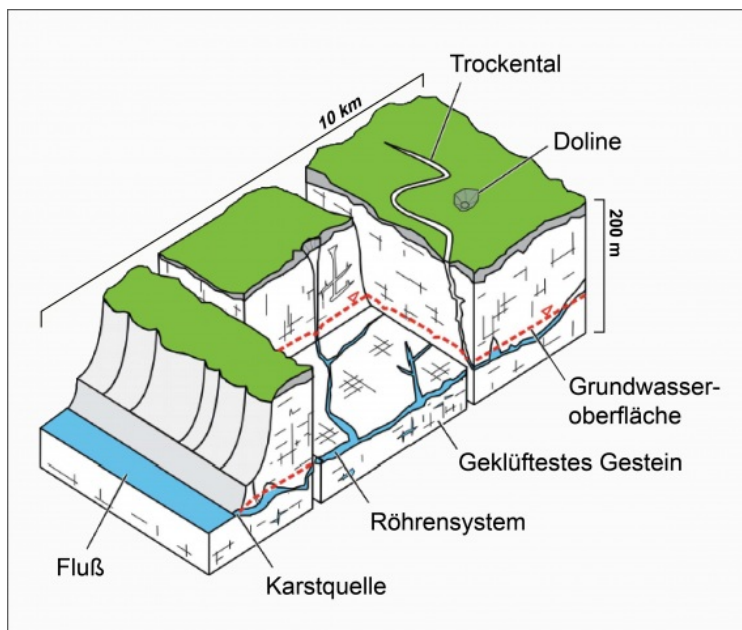 Trockental
10 km
Doline
200 m
Grundwasser-
oberfläche
Geklüftestes Gestein
Röhrensystem
Fluß
Karstquelle